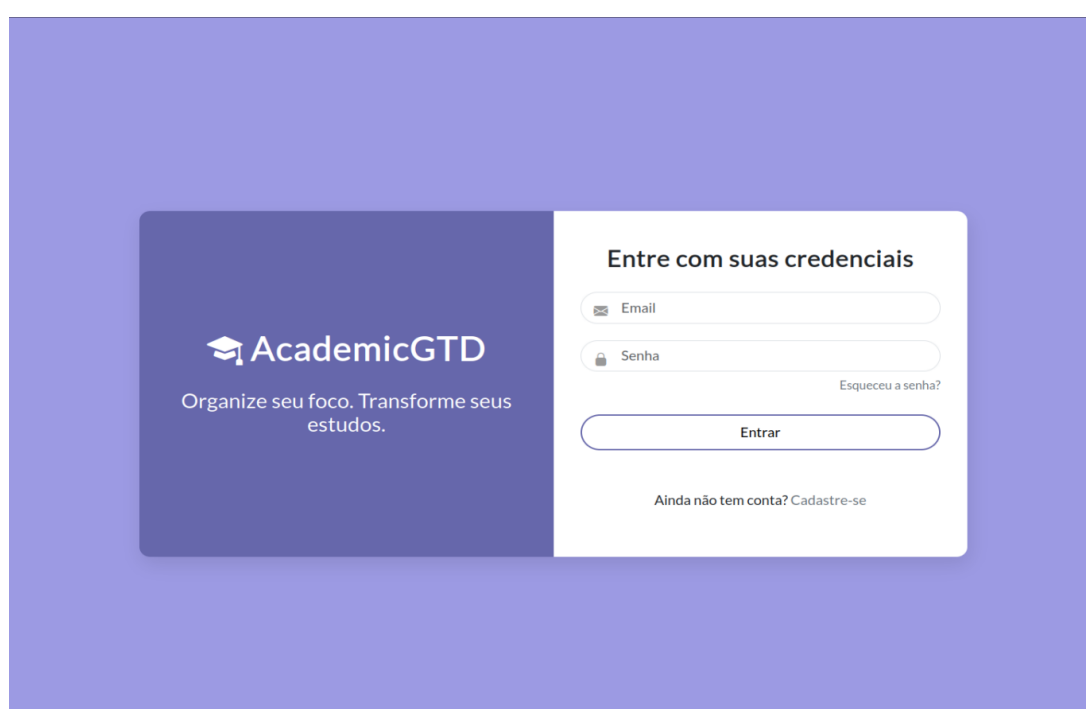 AcademicGTD
Organize seu foco. Transforme seus
estudos.
Entre com suas credenciais
Email
Senha
Esqueceu a senha?
Entrar
Ainda não tem conta? Cadastre-se